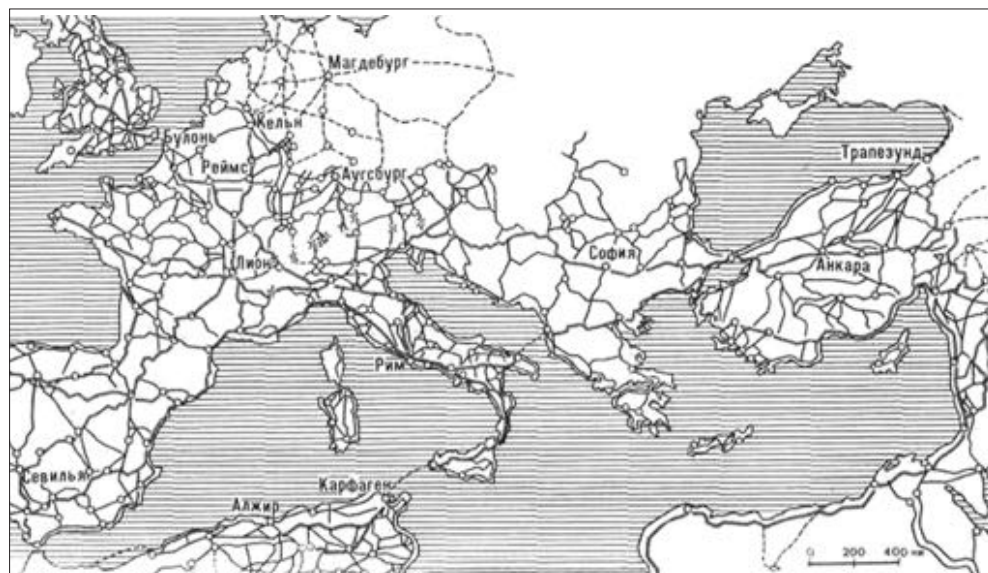 Магдебург
Кельн
Булонь
Реймс
Аугсбург
Трапезунд
Лион
София
Анкара
Рим
Севилья
Карфаген
Алжир
0 200 400 км